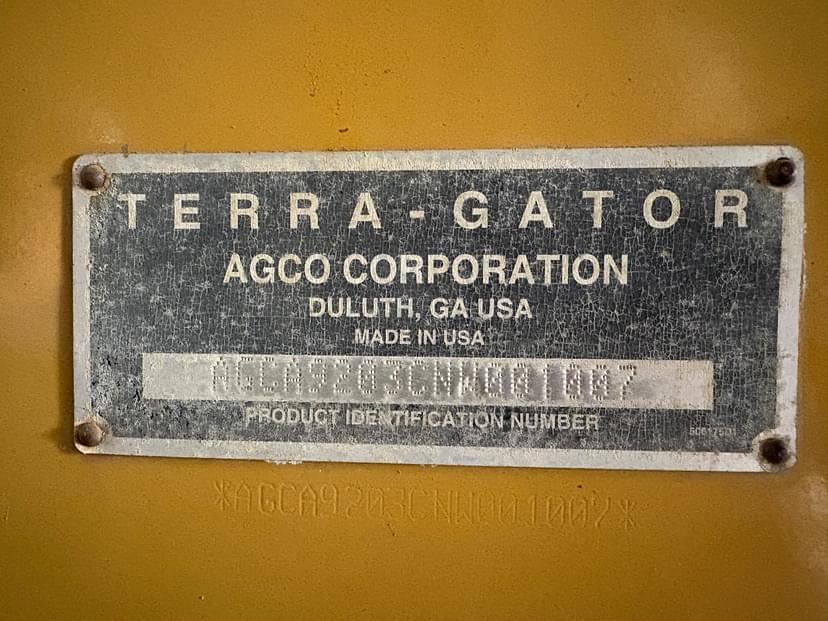 TERRA-GATOR
AGCO CORPORATION
DULUTH, GA USA
MADE IN USA
AGCA9203CNW001007
PRODUCT IDENTIFICATION NUMBER
*AGCA9203CNW001007*